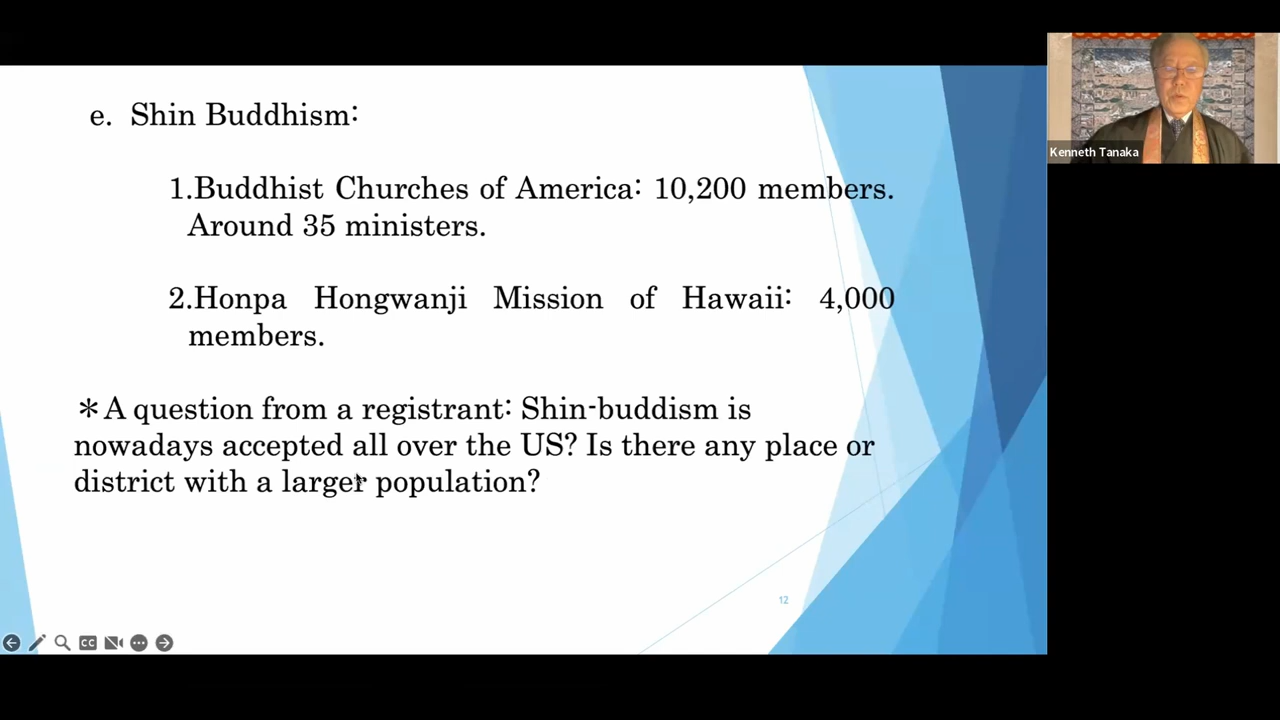 e. Shin Buddhism:
1.Buddhist Churches of America: 10,200 members.
Around 35 ministers.
2.Honpa Hongwanji Mission of Hawaii: 4,000
members.
＊A question from a registrant: Shin-buddism is
nowadays accepted all over the US? Is there any place or
district with a larger population?
12
CC
Kenneth Tanaka